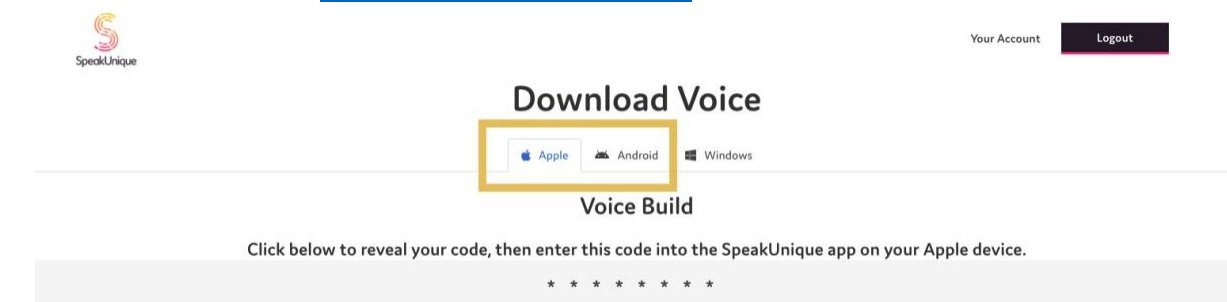 SpeakUnique
Your Account
Logout
Download Voice
Apple
Android
Windows
Voice Build
Click below to reveal your code, then enter this code into the SpeakUnique app on your Apple device.
* * * * * * * *